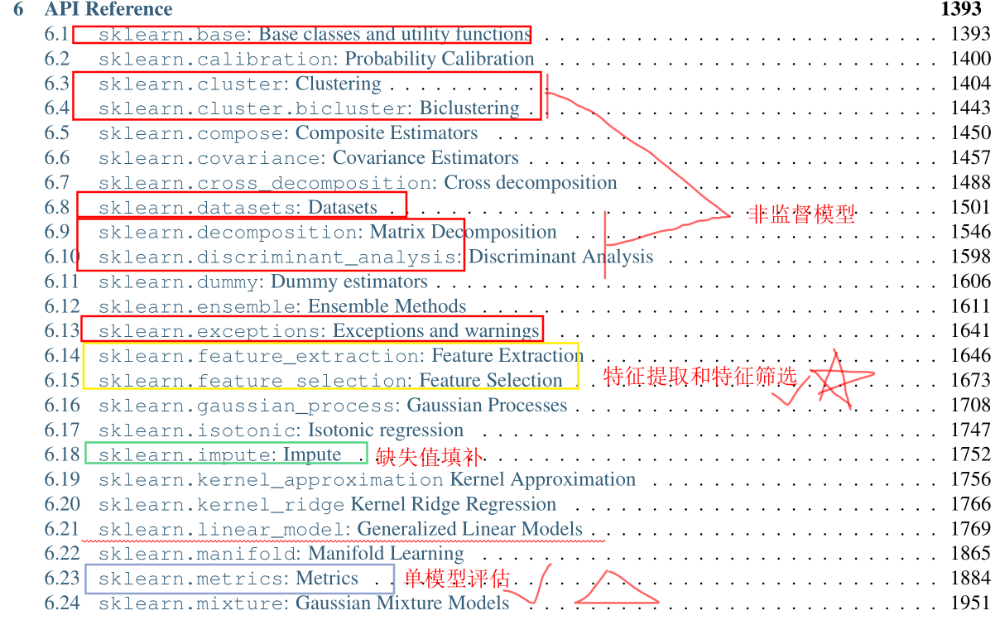 6 API Reference 1393
6.1 sklearn.base: Base classes and utility functions 1393
6.2 sklearn.calibration: Probability Calibration 1400
6.3 sklearn.cluster: Clustering 1404
6.4 sklearn.cluster.bicluster: Biclustering 1443
6.5 sklearn.compose: Composite Estimators 1450
6.6 sklearn.covariance: Covariance Estimators 1457
6.7 sklearn.cross_decomposition: Cross decomposition 1488
6.8 sklearn.datasets: Datasets 1501
非监督模型
6.9 sklearn.decomposition: Matrix Decomposition 1546
6.10 sklearn.discriminant_analysis: Discriminant Analysis 1598
6.11 sklearn.dummy: Dummy estimators 1606
6.12 sklearn.ensemble: Ensemble Methods 1611
6.13 sklearn.exceptions: Exceptions and warnings 1641
6.14 sklearn.feature_extraction: Feature Extraction 1646
6.15 sklearn.feature_selection: Feature Selection 特征提取和特征筛选 1673
6.16 sklearn.gaussian_process: Gaussian Processes 1708
6.17 sklearn.isotonic: Isotonic regression 1747
6.18 sklearn.impute: Impute 缺失值填补 1752
6.19 sklearn.kernel_approximation Kernel Approximation 1756
6.20 sklearn.kernel_ridge Kernel Ridge Regression 1766
6.21 sklearn.linear_model: Generalized Linear Models 1769
6.22 sklearn.manifold: Manifold Learning 1865
6.23 sklearn.metrics: Metrics 单模型评估 1884
6.24 sklearn.mixture: Gaussian Mixture Models 1951